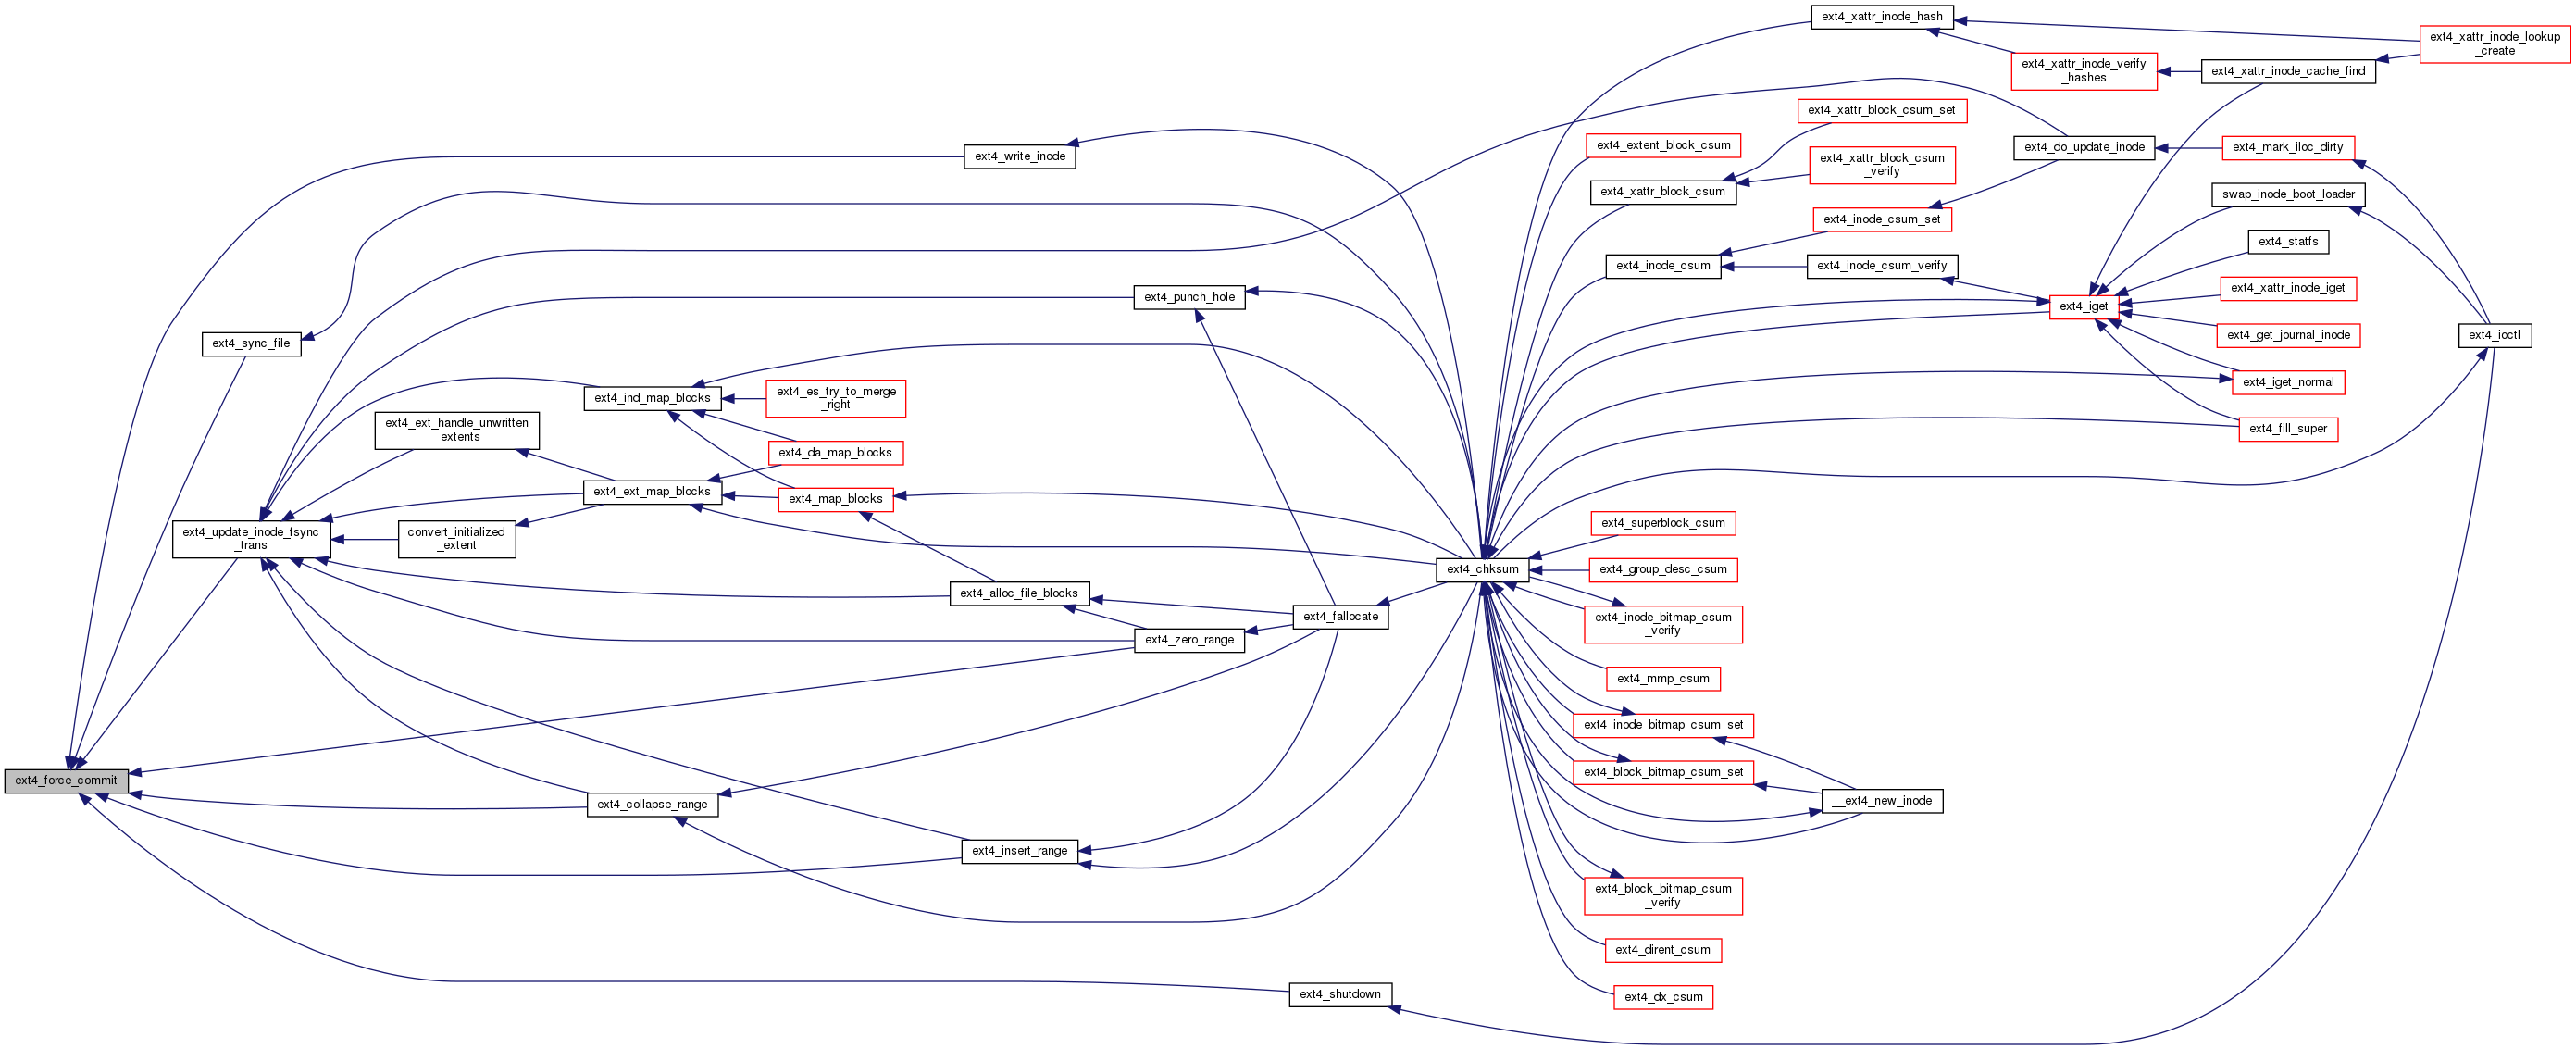 ext4_xattr_inode_hash
ext4_xattr_inode_lookup
_create
ext4_xattr_inode_verify
_hashes
ext4_xattr_inode_cache_find
ext4_xattr_block_csum_set
ext4_extent_block_csum
ext4_do_update_inode
ext4_mark_iloc_dirty
ext4_write_inode
ext4_xattr_block_csum
_verify
ext4_xattr_block_csum
swap_inode_boot_loader
ext4_inode_csum_set
ext4_statfs
ext4_inode_csum
ext4_inode_csum_verify
ext4_xattr_inode_iget
ext4_punch_hole
ext4_iget
ext4_get_journal_inode
ext4_ioctl
ext4_sync_file
ext4_iget_normal
ext4_ind_map_blocks
ext4_es_try_to_merge
_right
ext4_ext_handle_unwritten
_extents
ext4_fill_super
ext4_da_map_blocks
ext4_ext_map_blocks
ext4_map_blocks
ext4_superblock_csum
ext4_update_inode_fsync
_trans
convert_initialized
_extent
ext4_chksum
ext4_group_desc_csum
ext4_alloc_file_blocks
ext4_fallocate
ext4_inode_bitmap_csum
_verify
ext4_zero_range
ext4_mmp_csum
ext4_inode_bitmap_csum_set
ext4_block_bitmap_csum_set
ext4_force_commit
ext4_collapse_range
__ext4_new_inode
ext4_insert_range
ext4_block_bitmap_csum
_verify
ext4_dirent_csum
ext4_shutdown
ext4_dx_csum